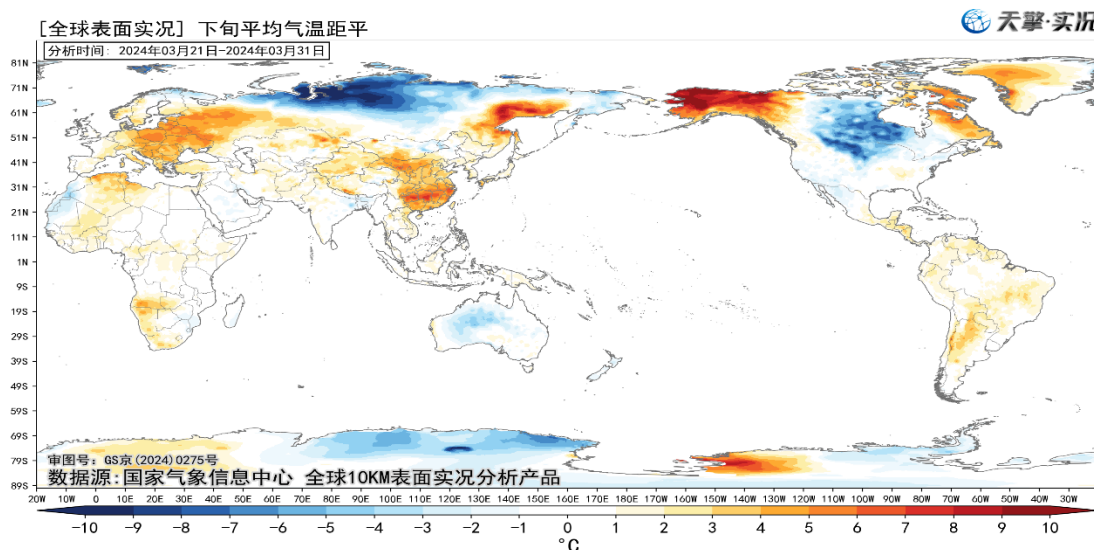 [全球表面实况] 下旬平均气温距平
天擎·实况
分析时间: 2024年03月21日-2024年03月31日
81N
71N
61N
51N
41N
31N
21N
11N
1N
9S
19S
29S
39S
49S
59S
69S
79S
89S
审图号: GS京(2024)0275号
数据源:国家气象信息中心 全球10KM表面实况分析产品
20W 10W 0 10E 20E 30E 40E 50E 60E 70E 80E 90E 100E 110E 120E 130E 140E 150E 160E 170E 180 170W 160W 150W 140W 130W 120W 110W 100W 90W 80W 70W 60W 50W 40W 30W
-10 -9 -8 -7 -6 -5 -4 -3 -2 -1 0 1 2 3 4 5 6 7 8 9 10
°C